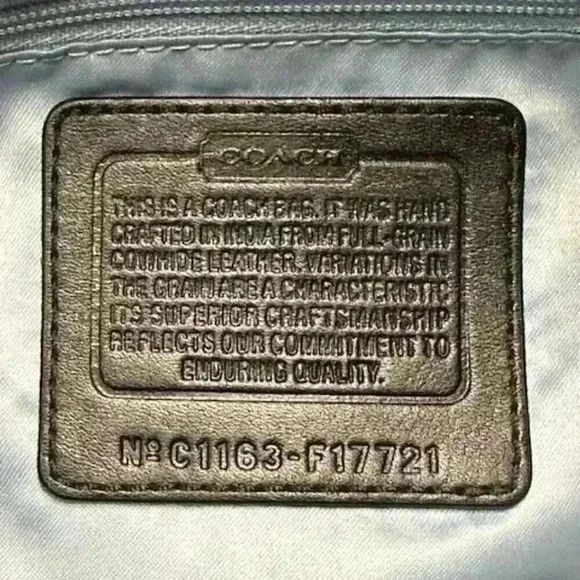 COACH
THIS IS A COACH BAG. IT WAS HAND
CRAFTED IN INDIA FROM FULL-GRAIN
COWHIDE LEATHER. VARIATIONS IN
THE GRAIN ARE A CHARACTERISTIC.
ITS SUPERIOR CRAFTSMANSHIP
REFLECTS OUR COMMITMENT TO
ENDURING QUALITY.
Nº C1163-F17721